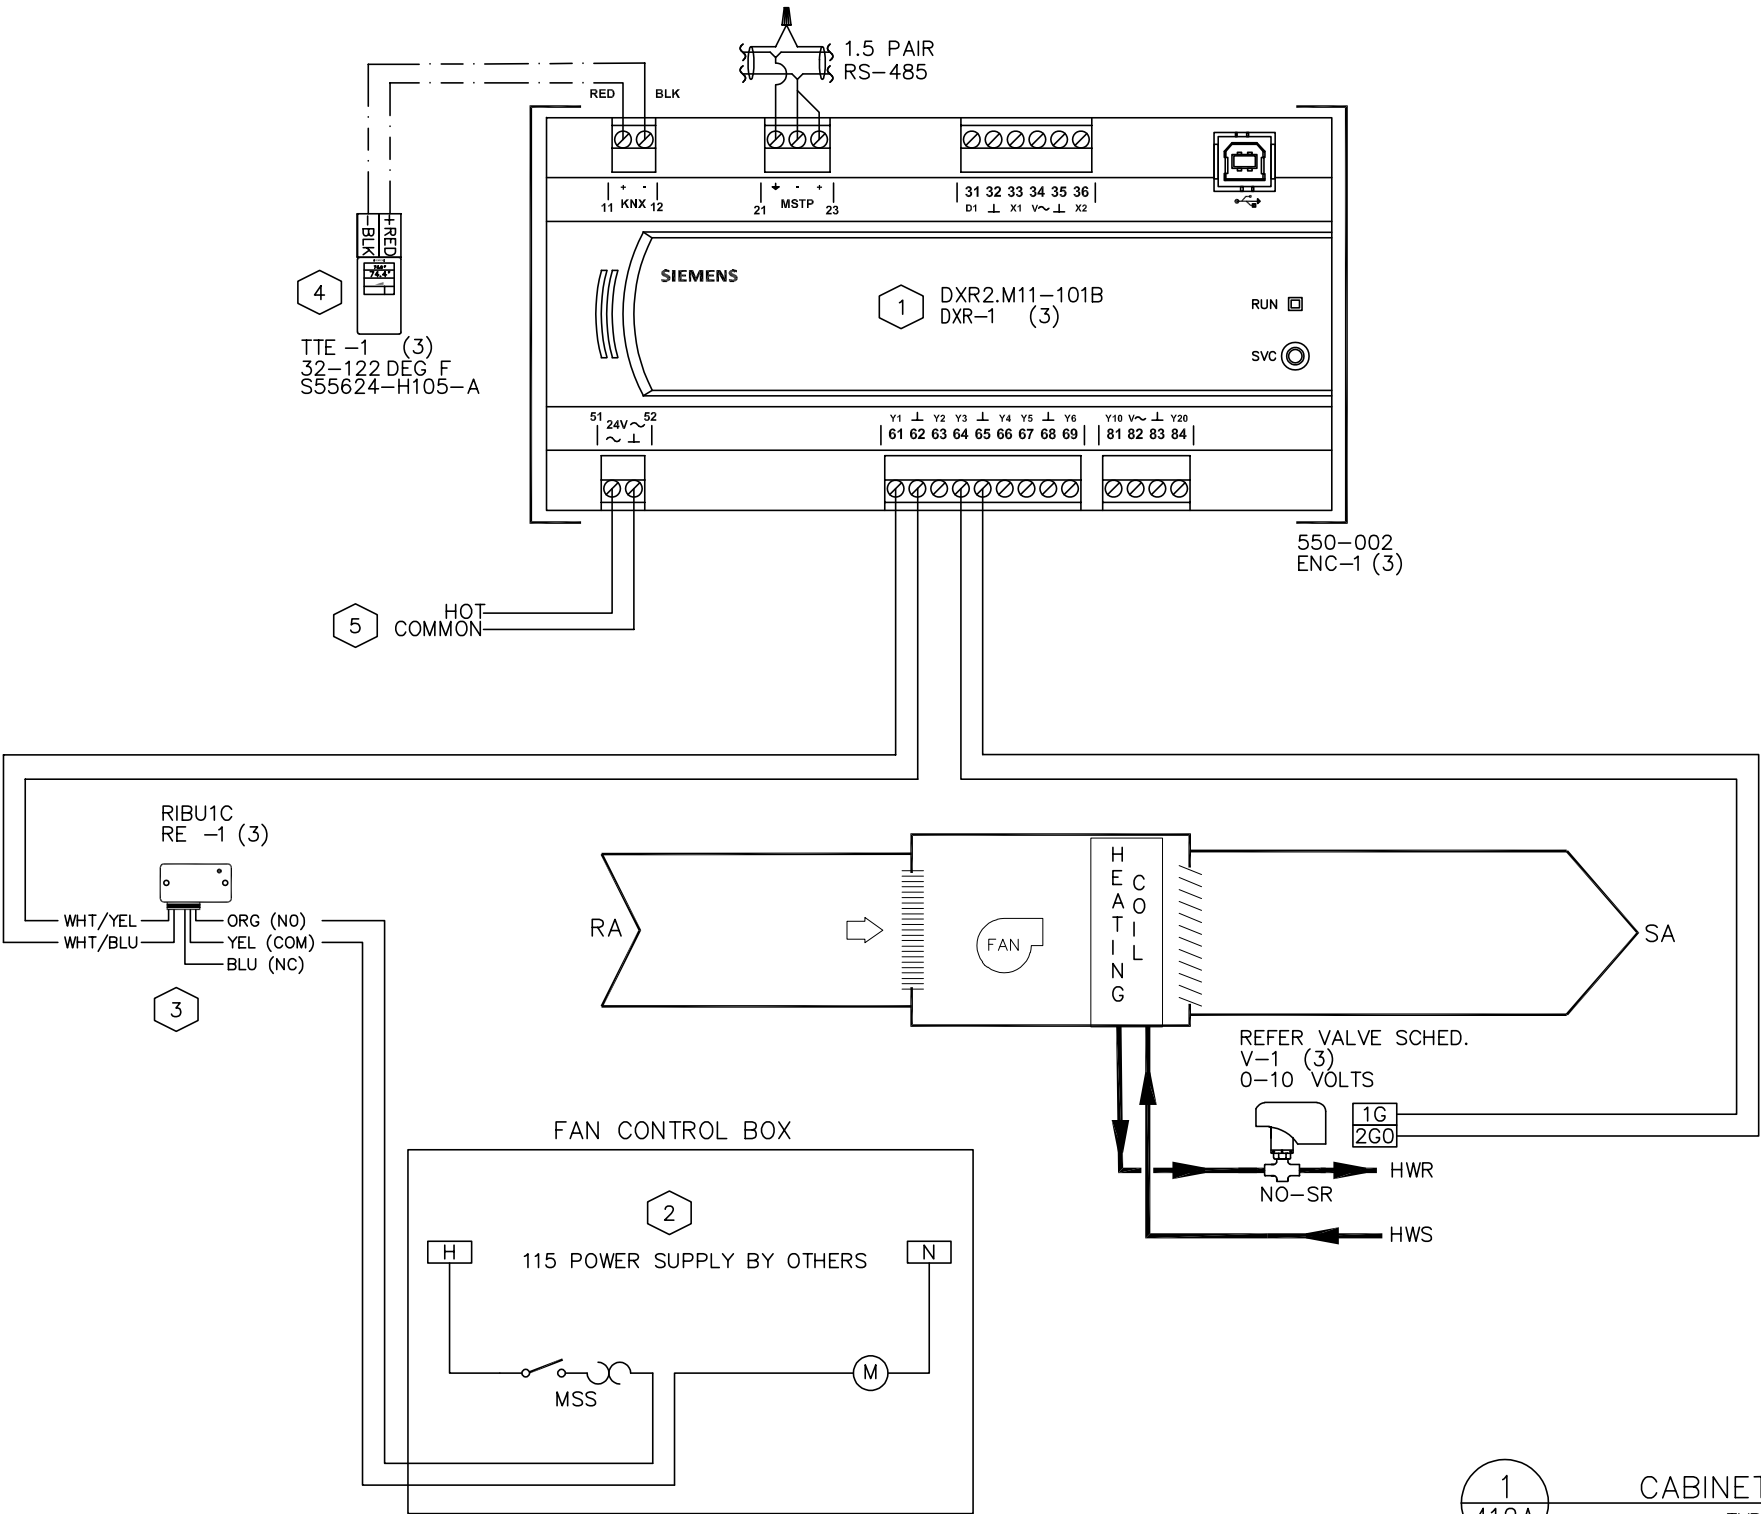 1.5 PAIR
RS-485
RED BLK
+ - - +
11 KNX 12 21 MSTP 23
31 32 33 34 35 36
D1 ⊥ X1 V~ ⊥ X2
-BLK
+RED
74.4°
4
TTE -1 (3)
32-122 DEG F
S55624-H105-A
SIEMENS
1
DXR2.M11-101B
DXR-1 (3)
RUN
SVC
51 24V~ 52
~ ⊥
Y1 ⊥ Y2 Y3 ⊥ Y4 Y5 ⊥ Y6
61 62 63 64 65 66 67 68 69
Y10 V~ ⊥ Y20
81 82 83 84
550-002
ENC-1 (3)
5
HOT
COMMON
RIBU1C
RE -1 (3)
WHT/YEL ORG (NO)
WHT/BLU YEL (COM)
BLU (NC)
3
RA
FAN
HEATING
COIL
SA
REFER VALVE SCHED.
V-1 (3)
0-10 VOLTS
1G
2G0
HWR
NO-SR
HWS
FAN CONTROL BOX
2
H
115 POWER SUPPLY BY OTHERS
N
MSS
M
1
CABINET